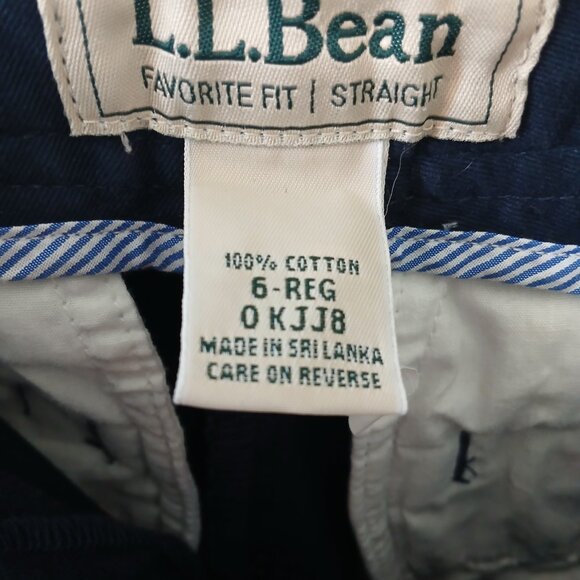 L.L.Bean
FAVORITE FIT | STRAIGHT
100% COTTON
6-REG
0 KJJ8
MADE IN SRI LANKA
CARE ON REVERSE
k